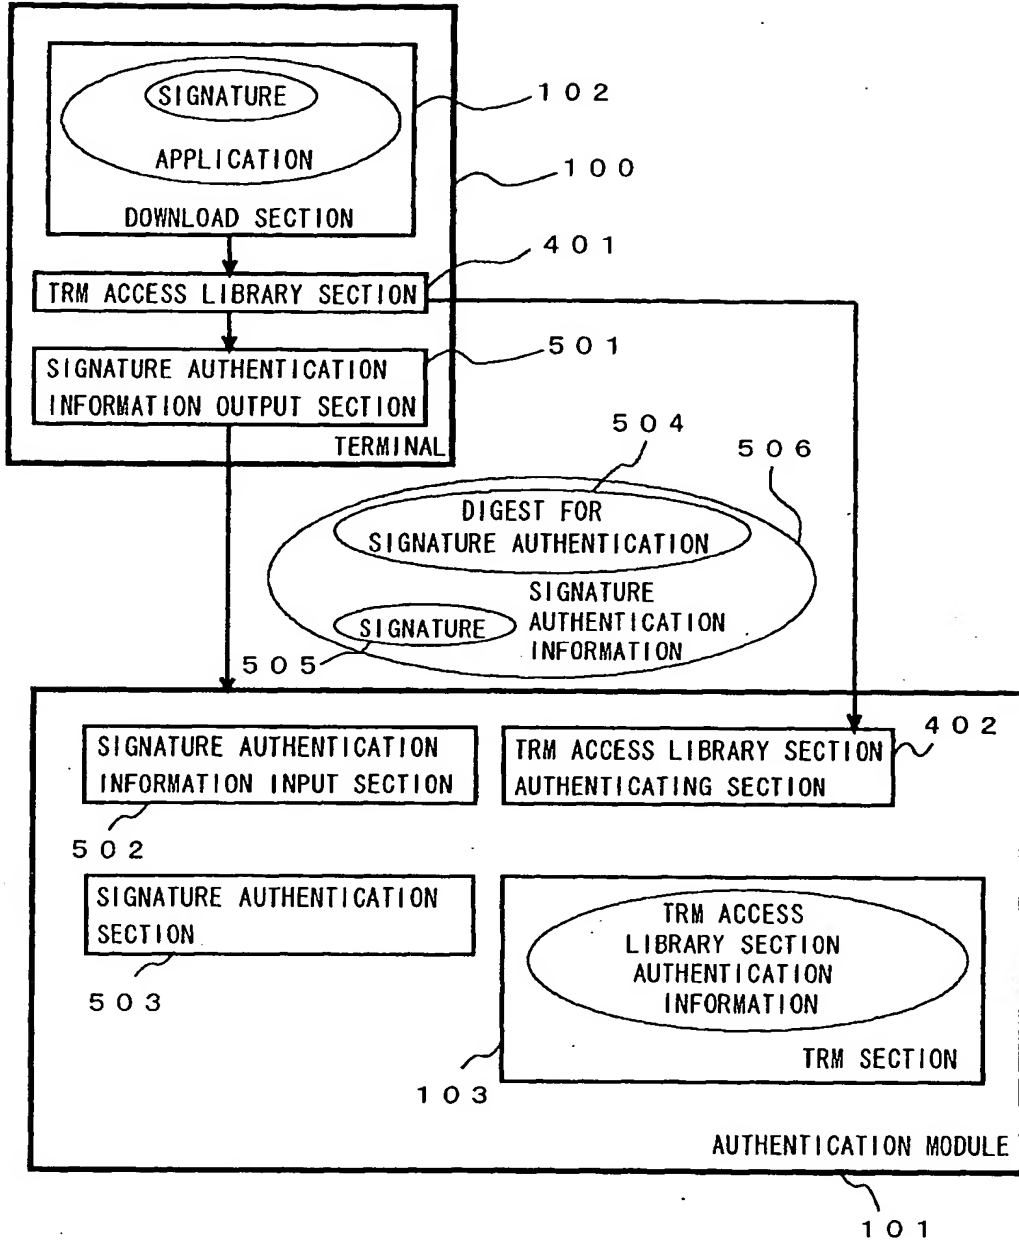 SIGNATURE
APPLICATION
DOWNLOAD SECTION
102
100
401
TRM ACCESS LIBRARY SECTION
501
SIGNATURE AUTHENTICATION
INFORMATION OUTPUT SECTION
TERMINAL
504
506
DIGEST FOR
SIGNATURE AUTHENTICATION
SIGNATURE
AUTHENTICATION
INFORMATION
SIGNATURE
505
SIGNATURE AUTHENTICATION
INFORMATION INPUT SECTION
502
TRM ACCESS LIBRARY SECTION
AUTHENTICATING SECTION
402
SIGNATURE AUTHENTICATION
SECTION
503
TRM ACCESS
LIBRARY SECTION
AUTHENTICATION
INFORMATION
TRM SECTION
103
AUTHENTICATION MODULE
101